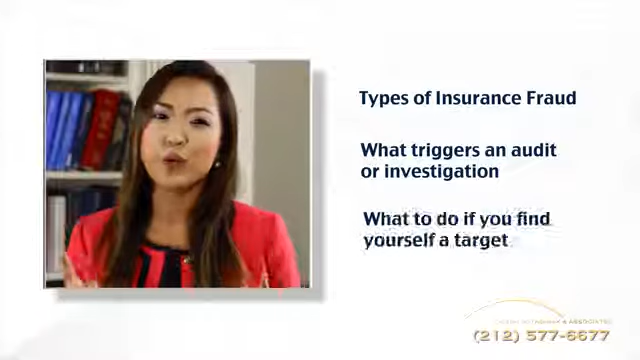 Types of Insurance Fraud
What triggers an audit
or investigation
What to do if you find
yourself a target
& ASSOCIATES
(212) 577-6677